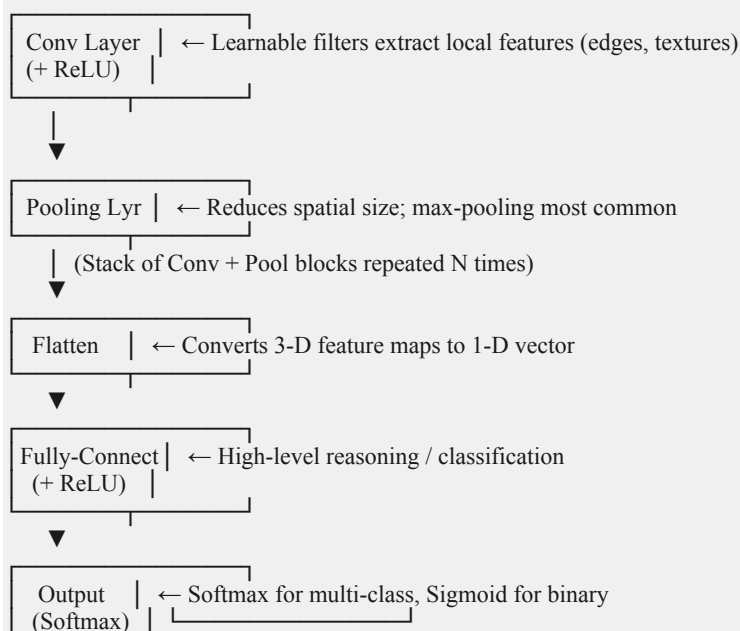 Conv Layer │ ← Learnable filters extract local features (edges, textures)
(+ ReLU) │
│
▼
Pooling Lyr │ ← Reduces spatial size; max-pooling most common
│ (Stack of Conv + Pool blocks repeated N times)
▼
Flatten │ ← Converts 3-D feature maps to 1-D vector
▼
Fully-Connect │ ← High-level reasoning / classification
(+ ReLU) │
▼
Output │ ← Softmax for multi-class, Sigmoid for binary
(Softmax) │